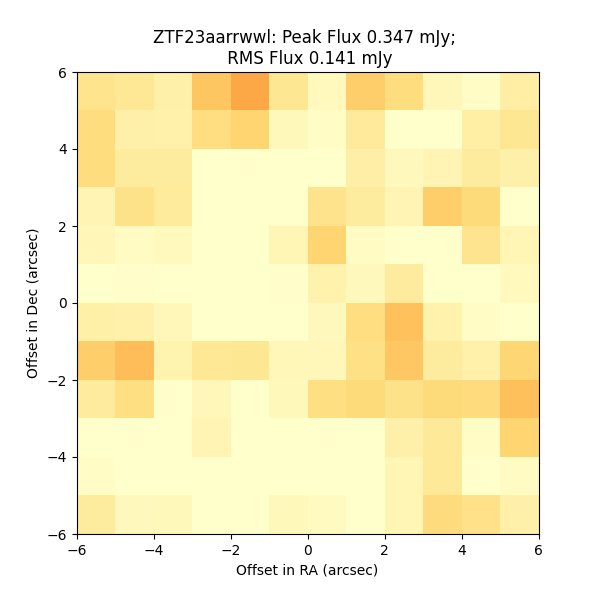 ZTF23aarrwwl: Peak Flux 0.347 mJy;
RMS Flux 0.141 mJy
6
4
2
0
−2
−4
−6
Offset in Dec (arcsec)
−6 −4 −2 0 2 4 6
Offset in RA (arcsec)